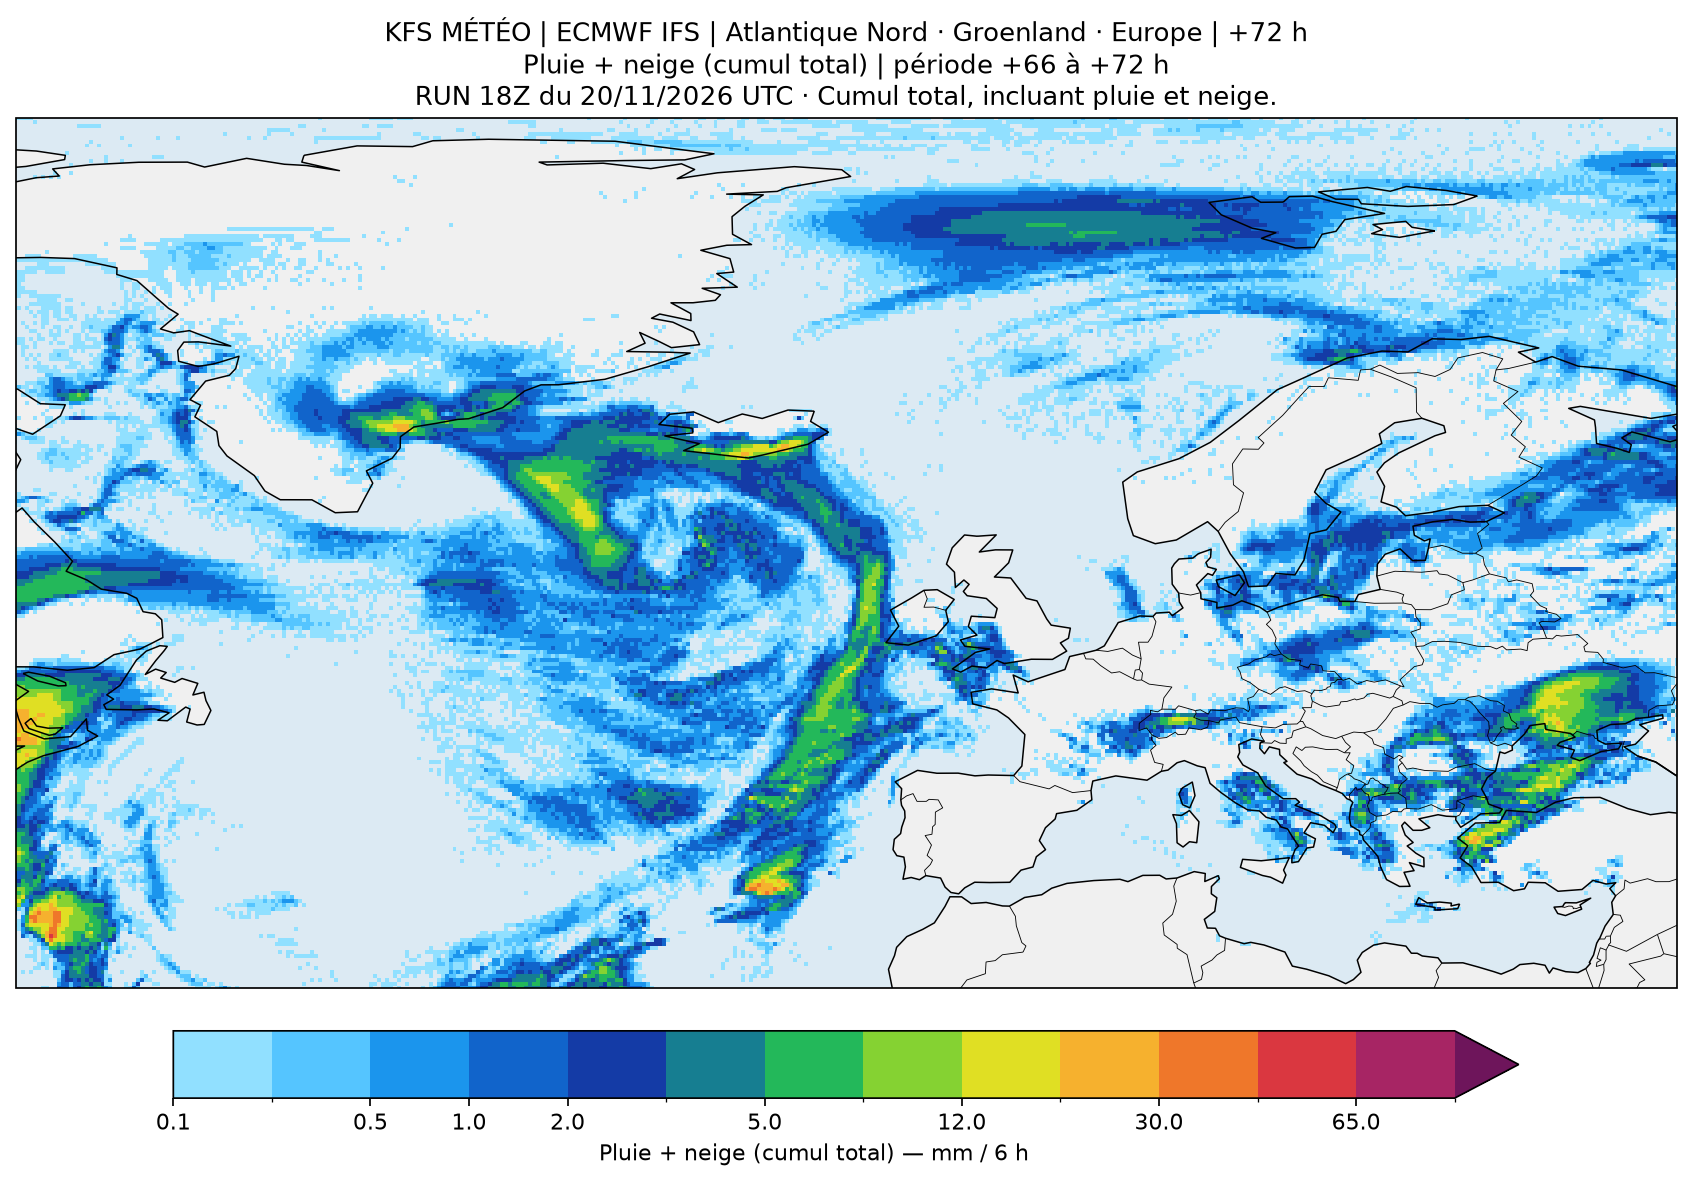 KFS MÉTÉO | ECMWF IFS | Atlantique Nord · Groenland · Europe | +72 h
Pluie + neige (cumul total) | période +66 à +72 h
RUN 18Z du 20/11/2026 UTC · Cumul total, incluant pluie et neige.
0.1 0.5 1.0 2.0 5.0 12.0 30.0 65.0
Pluie + neige (cumul total) — mm / 6 h